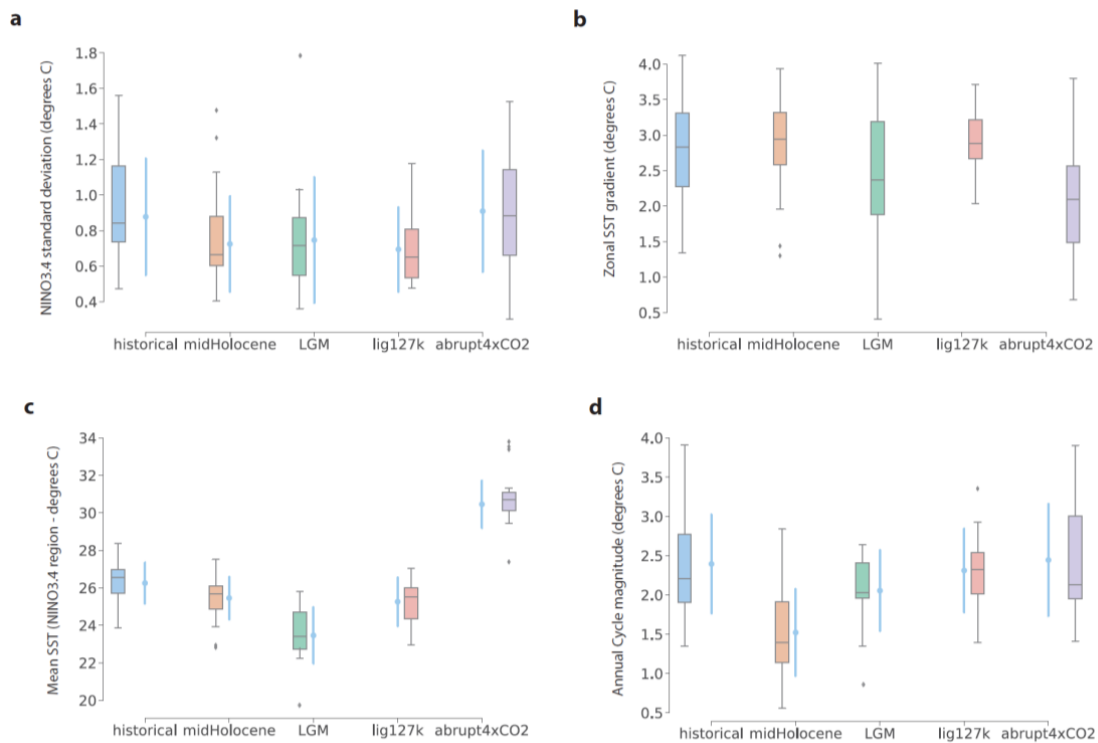 a
NINO3.4 standard deviation (degrees C)
1.8
1.6
1.4
1.2
1.0
0.8
0.6
0.4
historical midHolocene LGM lig127k abrupt4xCO2
b
Zonal SST gradient (degrees C)
4.0
3.5
3.0
2.5
2.0
1.5
1.0
0.5
historical midHolocene LGM lig127k abrupt4xCO2
c
Mean SST (NINO3.4 region - degrees C)
34
32
30
28
26
24
22
20
historical midHolocene LGM lig127k abrupt4xCO2
d
Annual Cycle magnitude (degrees C)
4.0
3.5
3.0
2.5
2.0
1.5
1.0
0.5
historical midHolocene LGM lig127k abrupt4xCO2